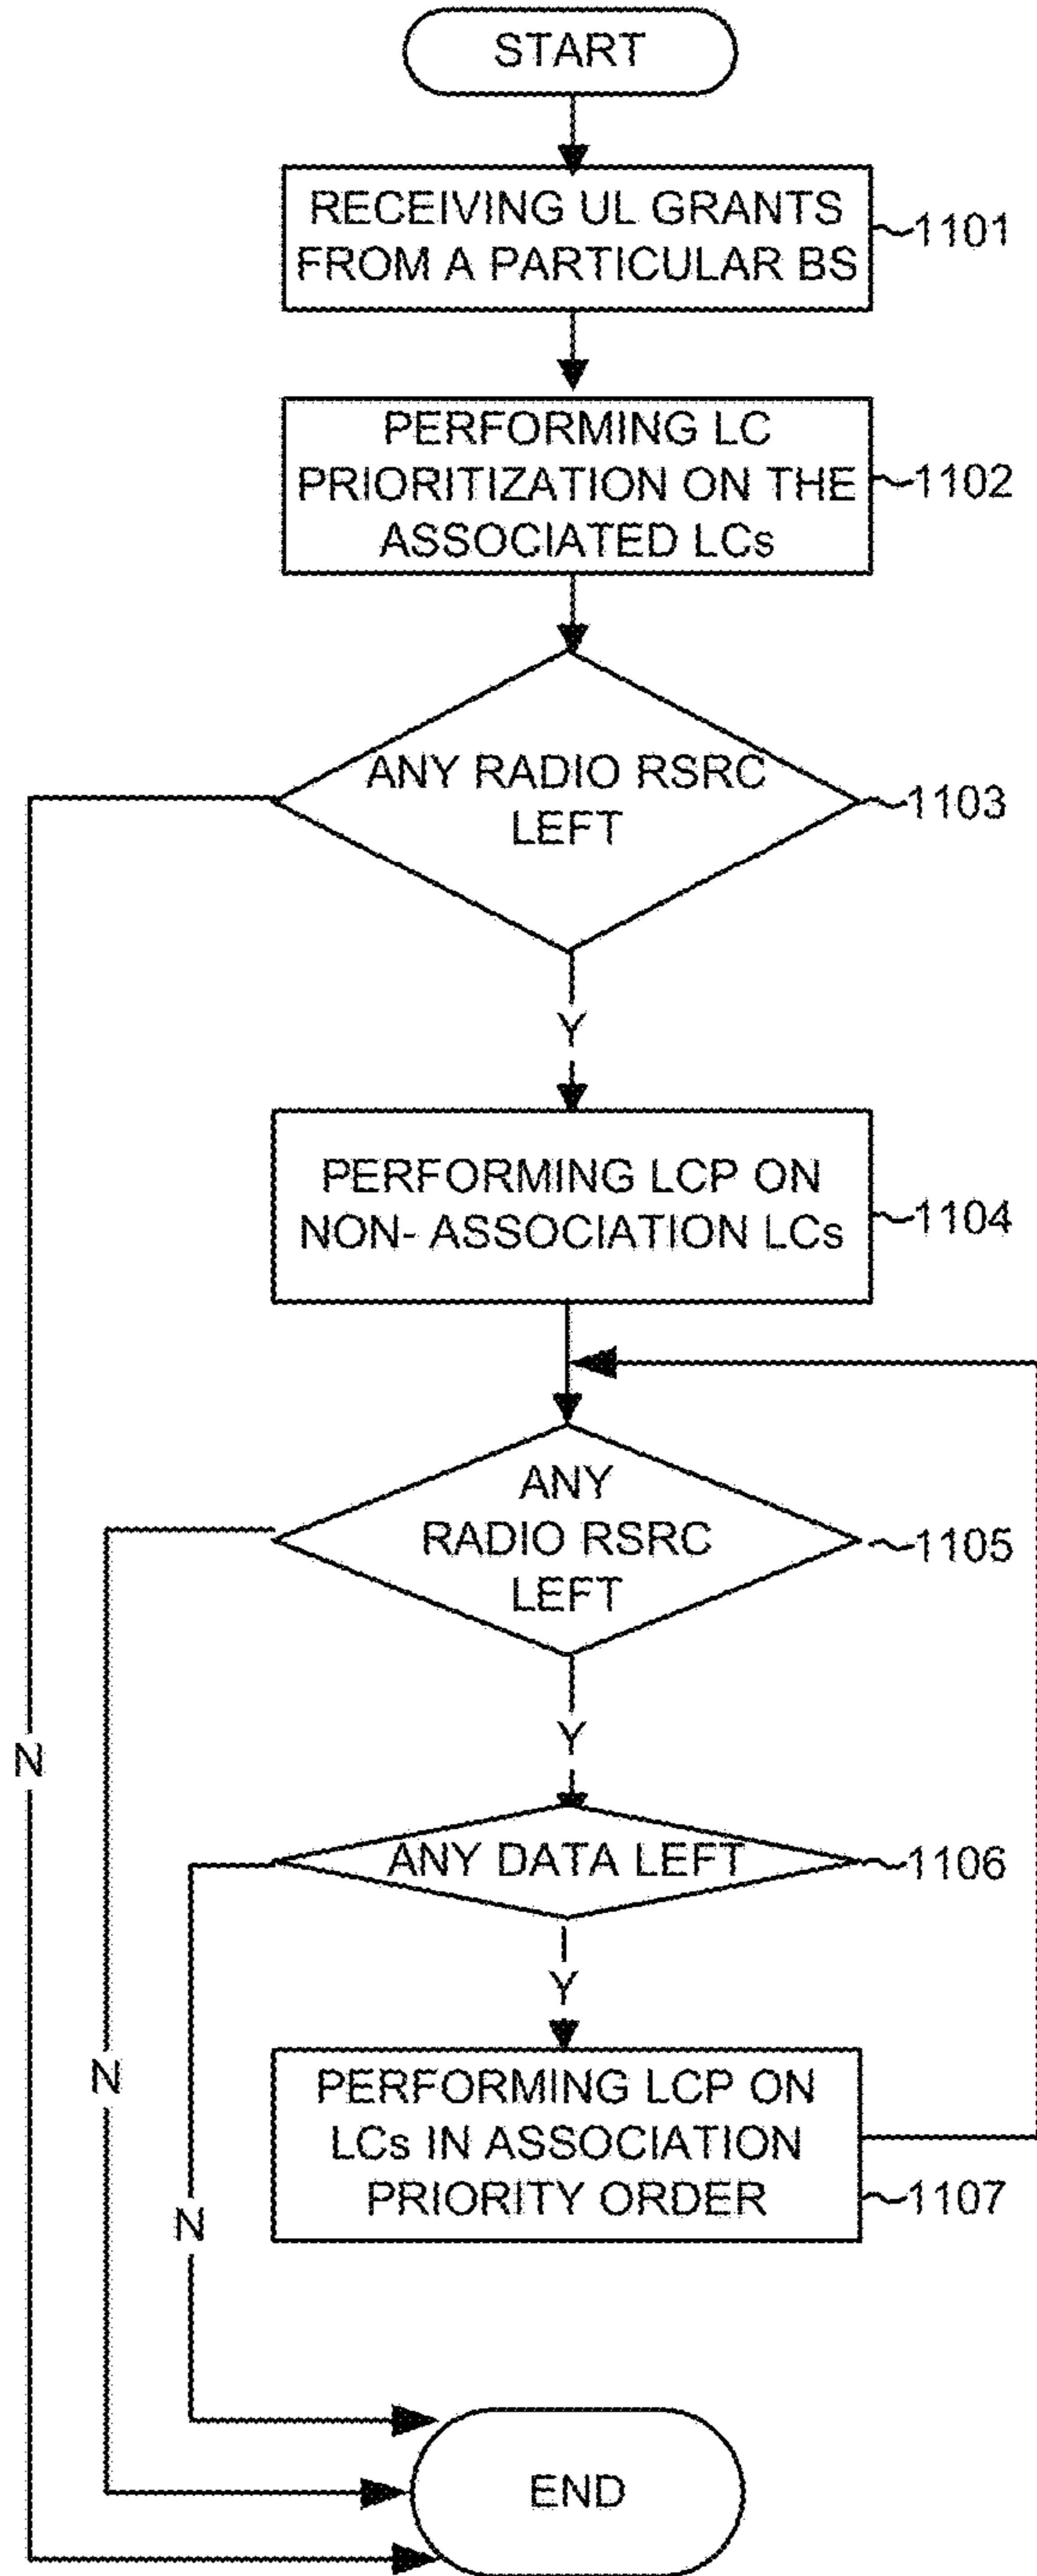 START
RECEIVING UL GRANTS
FROM A PARTICULAR BS
1101
PERFORMING LC
PRIORITIZATION ON THE
ASSOCIATED LCs
1102
ANY RADIO RSRC
LEFT
1103
Y
PERFORMING LCP ON
NON- ASSOCIATION LCs
1104
ANY
RADIO RSRC
LEFT
1105
Y
N
ANY DATA LEFT
1106
Y
N
PERFORMING LCP ON
LCs IN ASSOCIATION
PRIORITY ORDER
1107
N
END